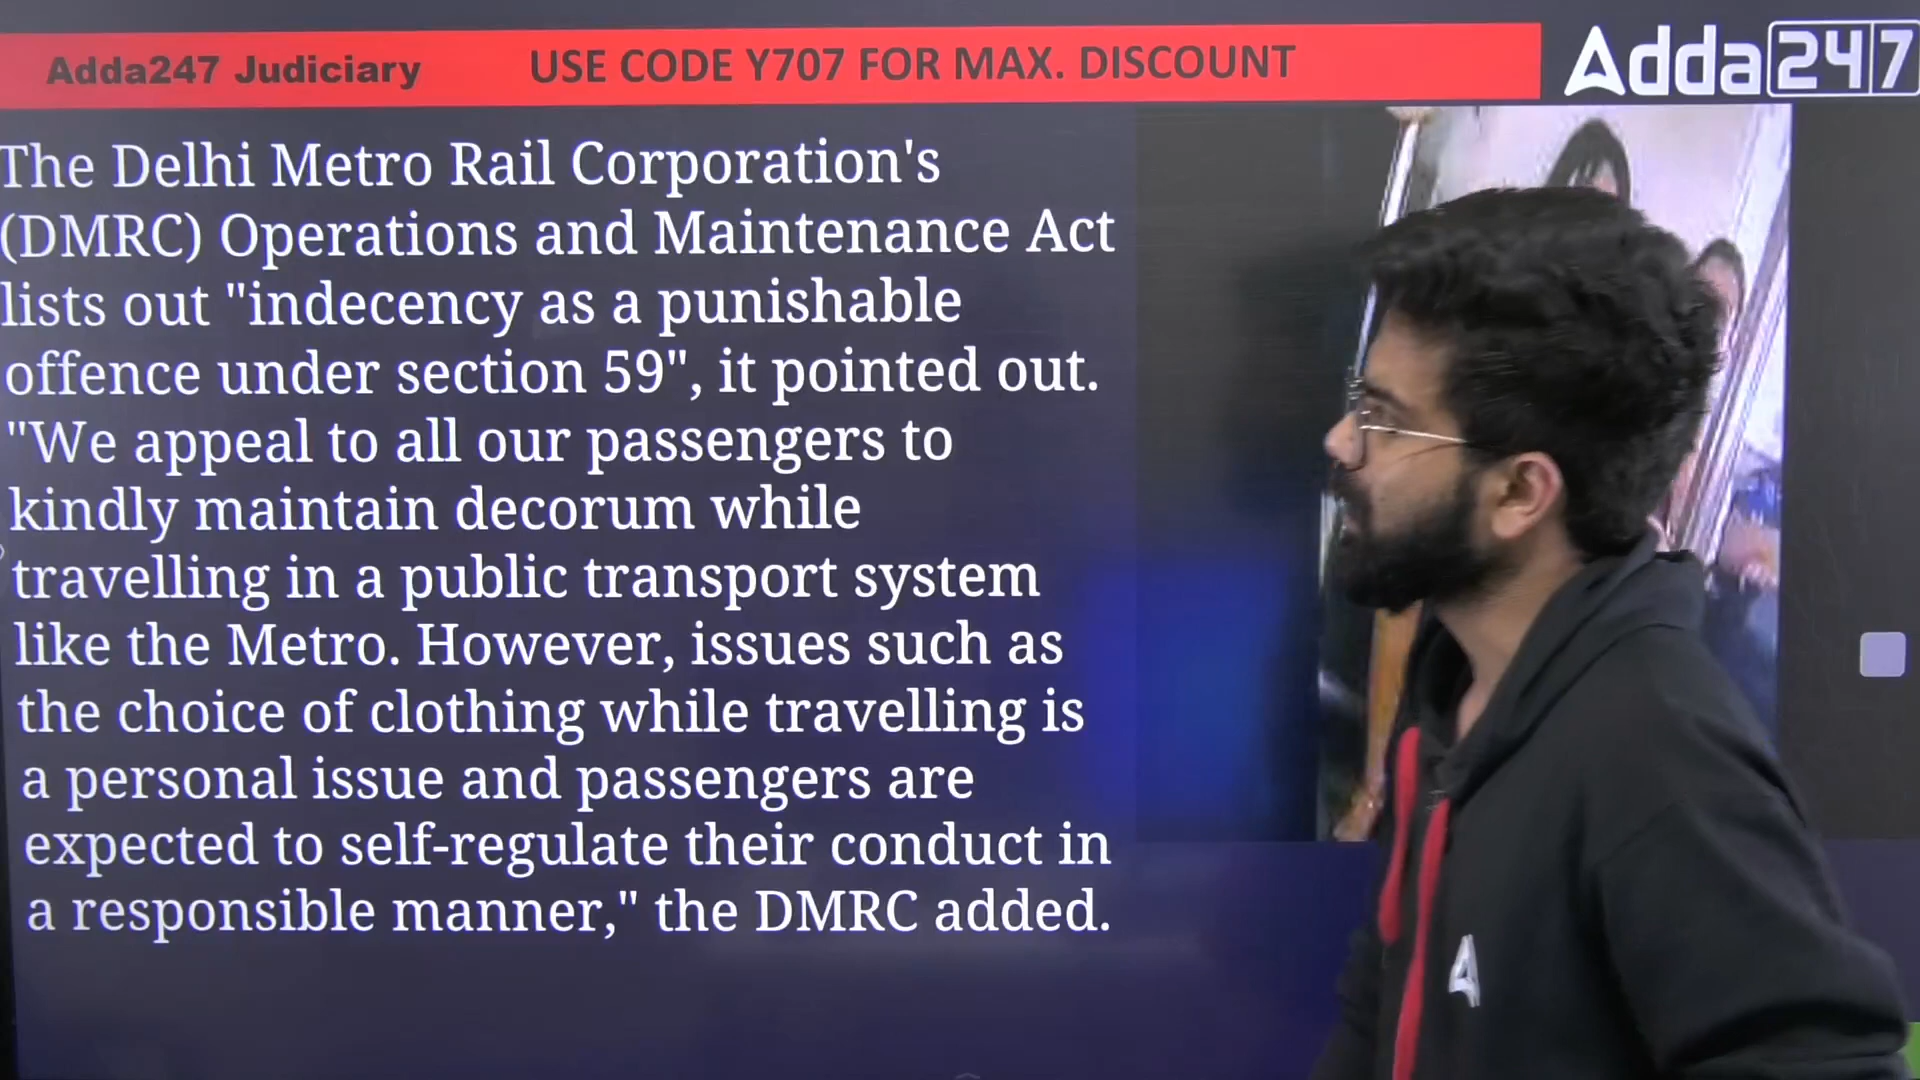 Adda247 Judiciary USE CODE Y707 FOR MAX. DISCOUNT Adda247
The Delhi Metro Rail Corporation's
(DMRC) Operations and Maintenance Act
lists out "indecency as a punishable
offence under section 59", it pointed out.
"We appeal to all our passengers to
kindly maintain decorum while
travelling in a public transport system
like the Metro. However, issues such as
the choice of clothing while travelling is
a personal issue and passengers are
expected to self-regulate their conduct in
a responsible manner," the DMRC added.